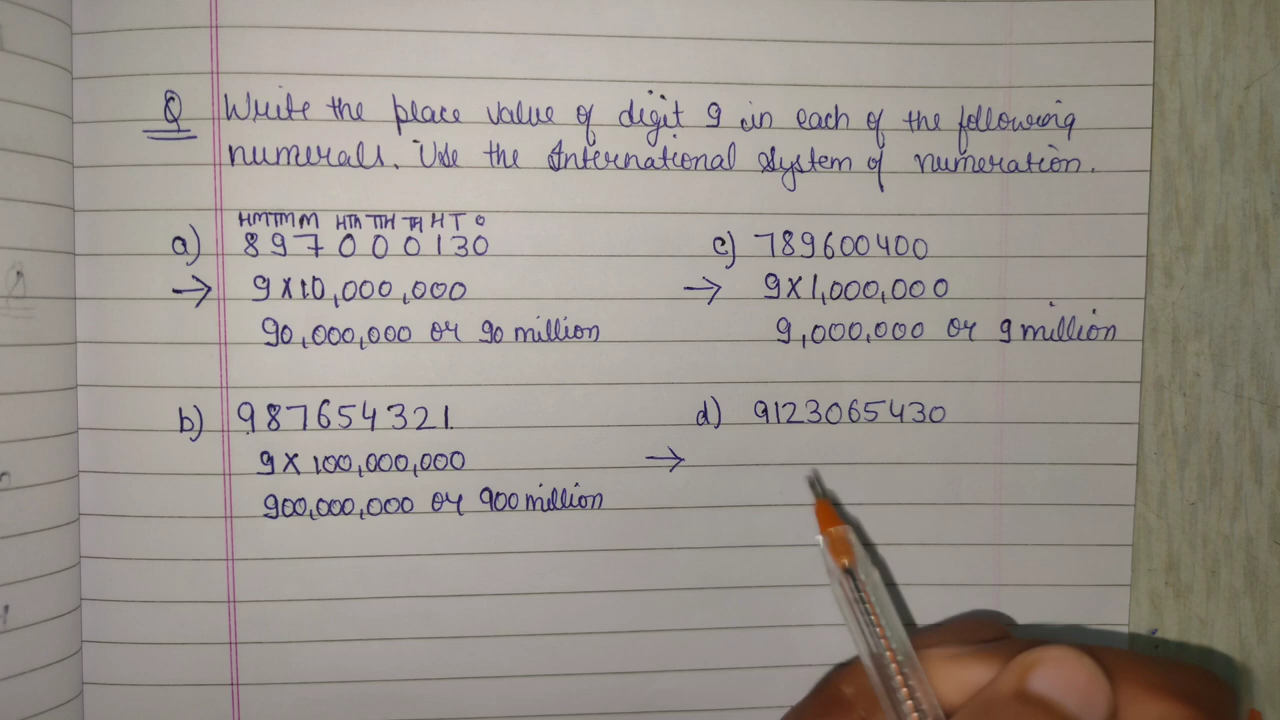 Q Write the place value of digit 9 in each of the following
numerals. Use the International System of numeration.
HM TM M HTH TTH TH H T O
a) 897000130
→ 9×10,000,000
90,000,000 or 90 million
b) 987654321.
9 × 100,000,000
900,000,000 or 900 million
c) 789600400
→ 9×1,000,000
9,000,000 or 9 million
d) 9123065430
→